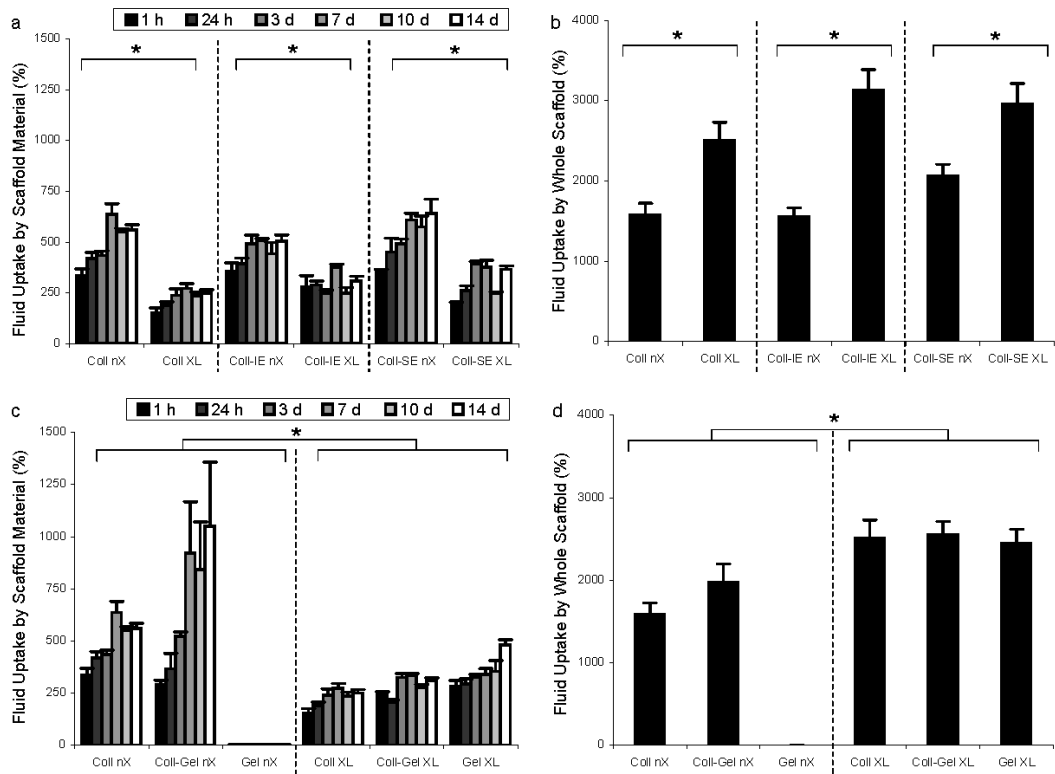 a
1 h 24 h 3 d 7 d 10 d 14 d
Fluid Uptake by Scaffold Material (%)
1500
1250
1000
750
500
250
0
* * *
Coll nX Coll XL Coll-IE nX Coll-IE XL Coll-SE nX Coll-SE XL
b
Fluid Uptake by Whole Scaffold (%)
4000
3000
2000
1000
0
* * *
Coll nX Coll XL Coll-IE nX Coll-IE XL Coll-SE nX Coll-SE XL
c
1 h 24 h 3 d 7 d 10 d 14 d
Fluid Uptake by Scaffold Material (%)
1500
1250
1000
750
500
250
0
*
Coll nX Coll-Gel nX Gel nX Coll XL Coll-Gel XL Gel XL
d
Fluid Uptake by Whole Scaffold (%)
4000
3000
2000
1000
0
*
Coll nX Coll-Gel nX Gel nX Coll XL Coll-Gel XL Gel XL